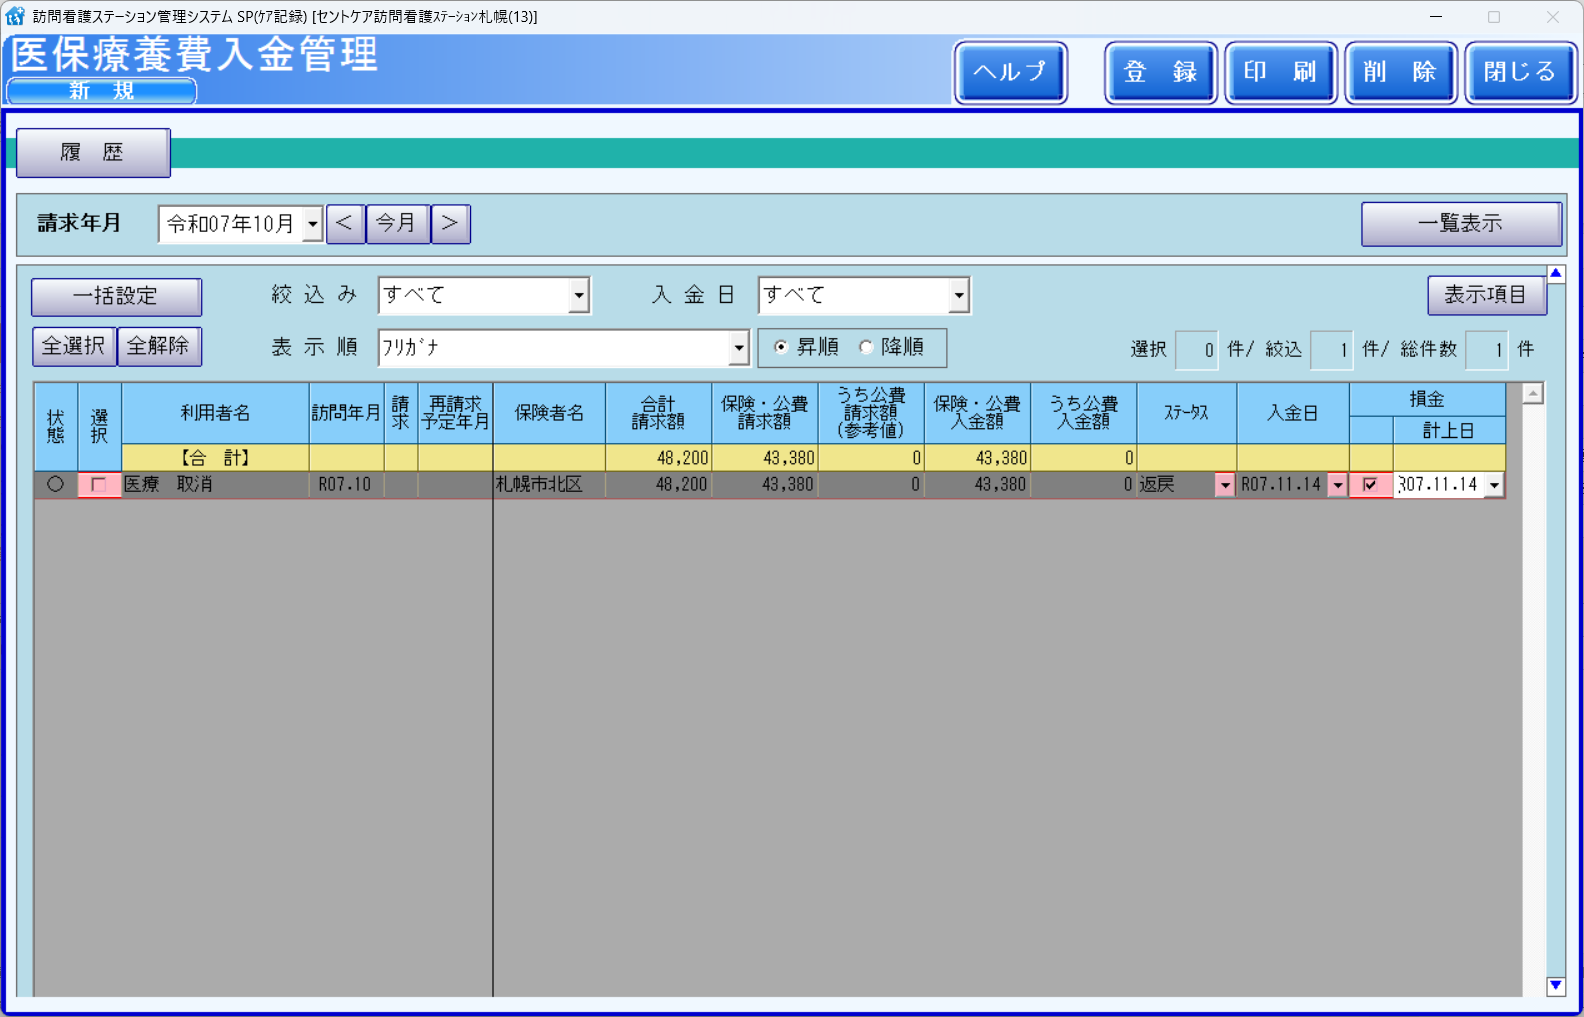 訪問看護ステーション管理システム SP(ｹｱ記録) [セントケア訪問看護ｽﾃｰｼｮﾝ札幌(13)]
医保療養費入金管理
新 規
ヘルプ 登 録 印 刷 削 除 閉じる
履 歴
請求年月 令和07年10月 < 今月 > 一覧表示
一括設定 絞 込 み すべて 入 金 日 すべて 表示項目
全選択 全解除 表 示 順 ﾌﾘｶﾞﾅ 昇順 降順 選択 0 件/ 絞込 1 件/ 総件数 1 件
状態 選択 利用者名 訪問年月 請求 再請求予定年月 保険者名 合計請求額 保険・公費請求額 うち公費請求額(参考値) 保険・公費入金額 うち公費入金額 ｽﾃｰﾀｽ 入金日 損金 計上日
【合 計】 48,200 43,380 0 43,380 0
○ 医療 取消 R07.10 札幌市北区 48,200 43,380 0 43,380 0 返戻 R07.11.14 R07.11.14